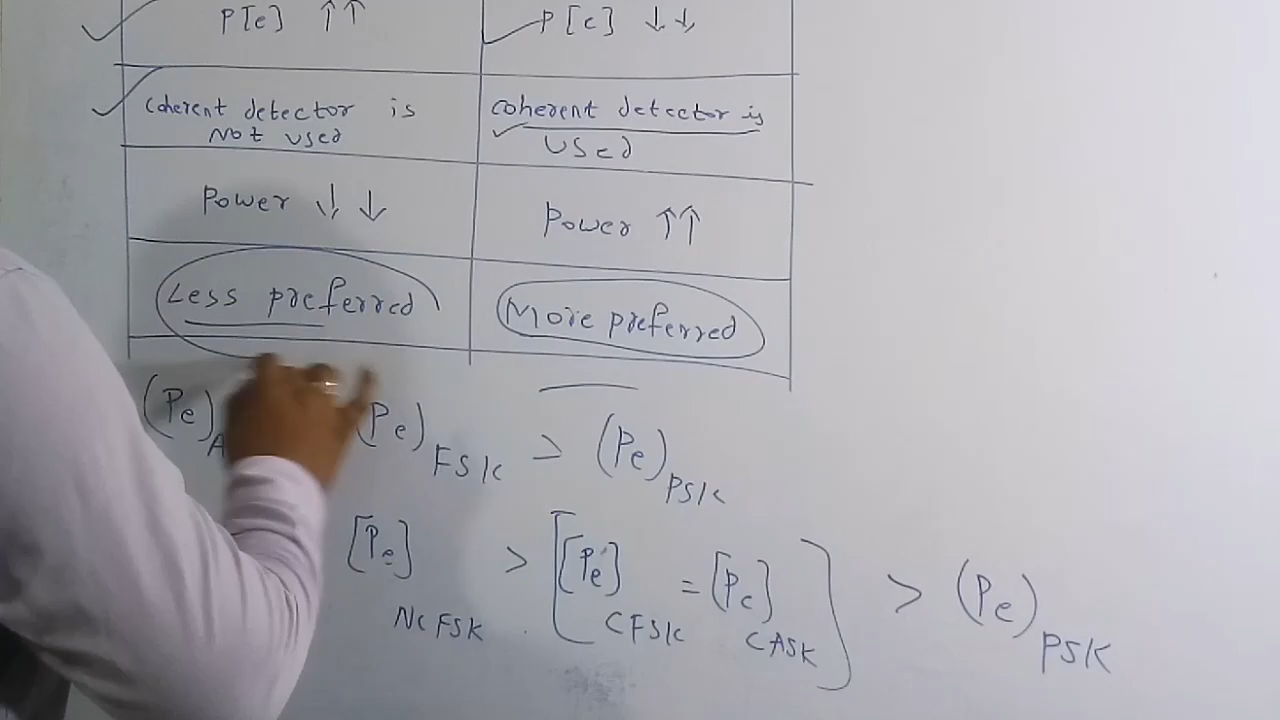 P[e] ↑↑ P[e] ↓↓
Coherent detector is Not used
Coherent detector is used
Power ↓↓ Power ↑↑
Less preferred More preferred
(Pe)A (Pe)FSK > (Pe)PSK
[Pe]NCFSK > [[Pe]CFSK = [Pe]CASK] > (Pe)PSK